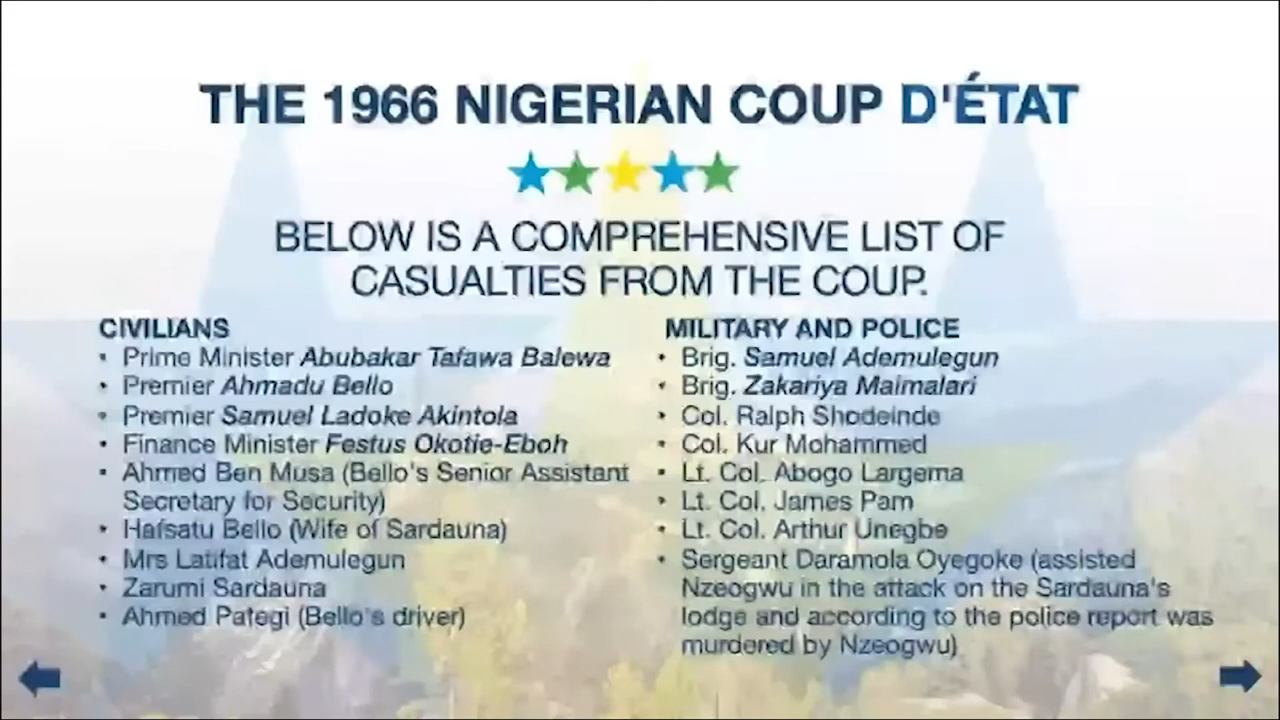 THE 1966 NIGERIAN COUP D'ÉTAT
BELOW IS A COMPREHENSIVE LIST OF
CASUALTIES FROM THE COUP.
CIVILIANS
• Prime Minister Abubakar Tafawa Balewa
• Premier Ahmadu Bello
• Premier Samuel Ladoke Akintola
• Finance Minister Festus Okotie-Eboh
• Ahmed Ben Musa (Bello's Senior Assistant
Secretary for Security)
• Hafsatu Bello (Wife of Sardauna)
• Mrs Latifat Ademulegun
• Zarumi Sardauna
• Ahmed Pategi (Bello's driver)
MILITARY AND POLICE
• Brig. Samuel Ademulegun
• Brig. Zakariya Maimalari
• Col. Ralph Shodeinde
• Col. Kur Mohammed
• Lt. Col. Abogo Largema
• Lt. Col. James Pam
• Lt. Col. Arthur Unegbe
• Sergeant Daramola Oyegoke (assisted
Nzeogwu in the attack on the Sardauna's
lodge and according to the police report was
murdered by Nzeogwu)